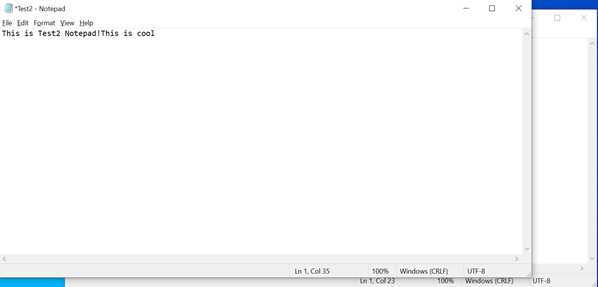 *Test2 - Notepad
File Edit Format View Help
This is Test2 Notepad!This is cool
Ln 1, Col 35 100% Windows (CRLF) UTF-8
Ln 1, Col 23 100% Windows (CRLF) UTF-8